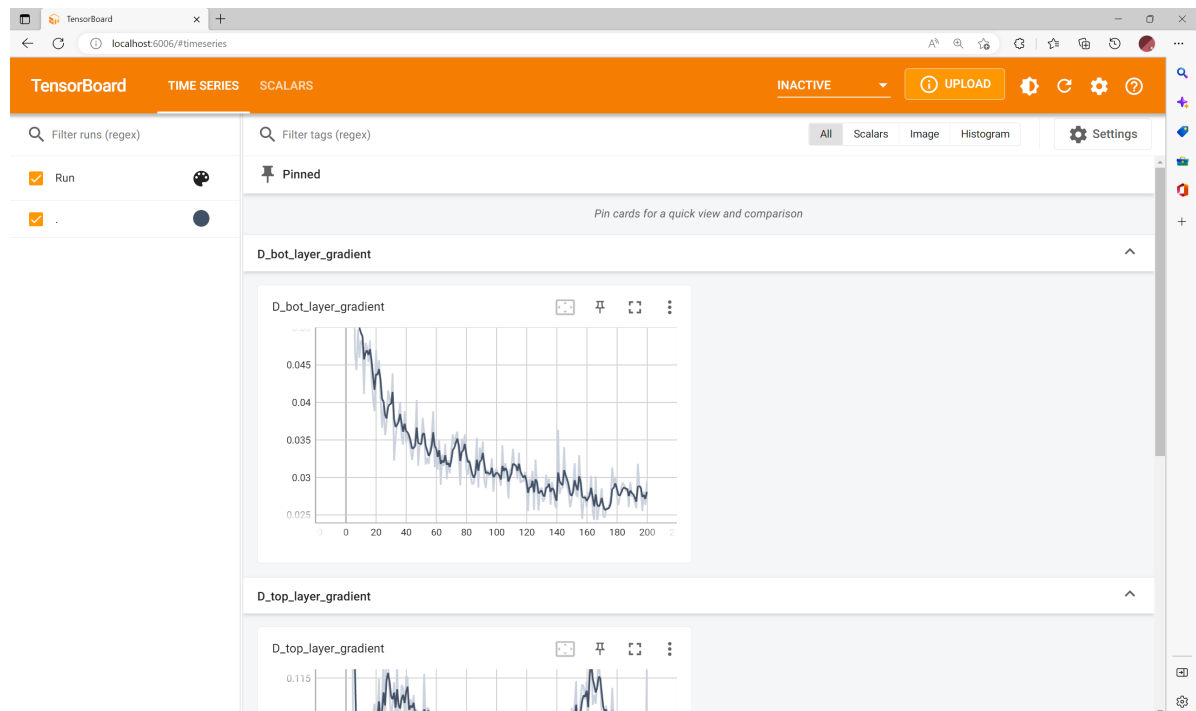 TensorBoard
localhost:6006/#timeseries
TensorBoard
TIME SERIES
SCALARS
INACTIVE
UPLOAD
Filter runs (regex)
Filter tags (regex)
All
Scalars
Image
Histogram
Settings
Run
.
Pinned
Pin cards for a quick view and comparison
D_bot_layer_gradient
D_bot_layer_gradient
0.045
0.04
0.035
0.03
0.025
0 0 20 40 60 80 100 120 140 160 180 200 2
D_top_layer_gradient
D_top_layer_gradient
0.115